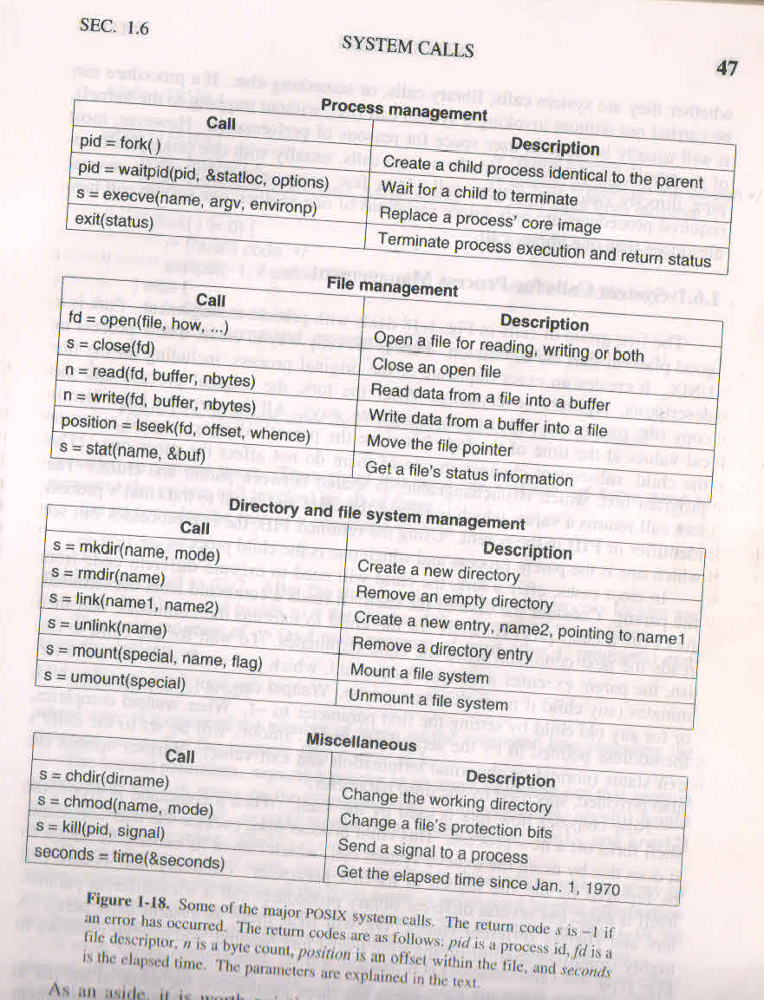 SEC. 1.6
SYSTEM CALLS
47
Process management
Call Description
pid = fork( ) Create a child process identical to the parent
pid = waitpid(pid, &statloc, options) Wait for a child to terminate
s = execve(name, argv, environp) Replace a process' core image
exit(status) Terminate process execution and return status
File management
Call Description
fd = open(file, how, ...) Open a file for reading, writing or both
s = close(fd) Close an open file
n = read(fd, buffer, nbytes) Read data from a file into a buffer
n = write(fd, buffer, nbytes) Write data from a buffer into a file
position = lseek(fd, offset, whence) Move the file pointer
s = stat(name, &buf) Get a file's status information
Directory and file system management
Call Description
s = mkdir(name, mode) Create a new directory
s = rmdir(name) Remove an empty directory
s = link(name1, name2) Create a new entry, name2, pointing to name1
s = unlink(name) Remove a directory entry
s = mount(special, name, flag) Mount a file system
s = umount(special) Unmount a file system
Miscellaneous
Call Description
s = chdir(dirname) Change the working directory
s = chmod(name, mode) Change a file's protection bits
s = kill(pid, signal) Send a signal to a process
seconds = time(&seconds) Get the elapsed time since Jan. 1, 1970
Figure 1-18. Some of the major POSIX system calls. The return code s is –1 if
an error has occurred. The return codes are as follows: pid is a process id, fd is a
file descriptor, n is a byte count, position is an offset within the file, and seconds
is the elapsed time. The parameters are explained in the text.
As an aside, it is worth